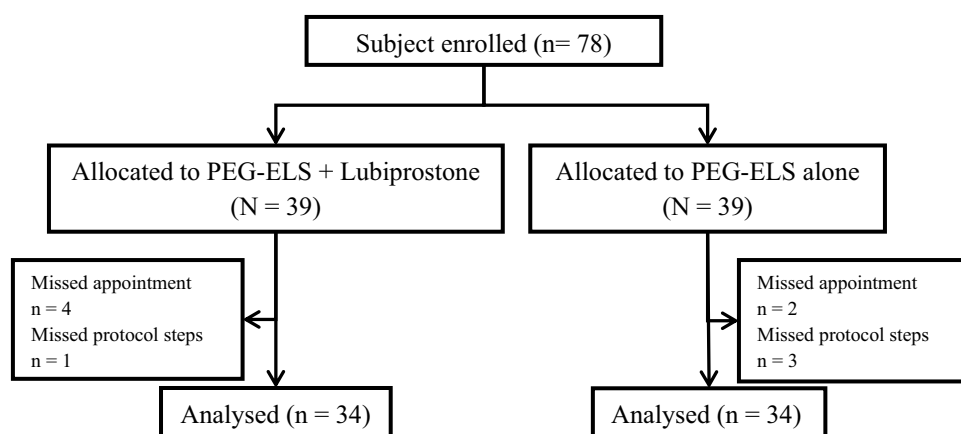 Subject enrolled (n= 78)
Allocated to PEG-ELS + Lubiprostone
(N = 39)
Allocated to PEG-ELS alone
(N = 39)
Missed appointment
n = 4
Missed protocol steps
n = 1
Missed appointment
n = 2
Missed protocol steps
n = 3
Analysed (n = 34)
Analysed (n = 34)